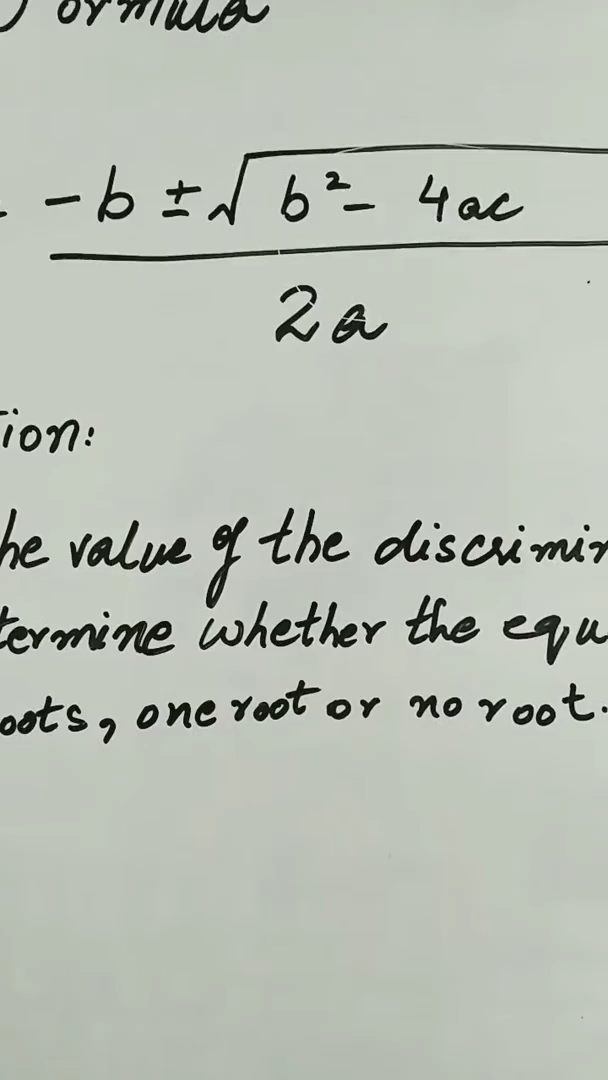 ormula
-b ± √b² - 4ac
2a
ion:
he value of the discrimin
termine whether the equ
oots, one root or no root.